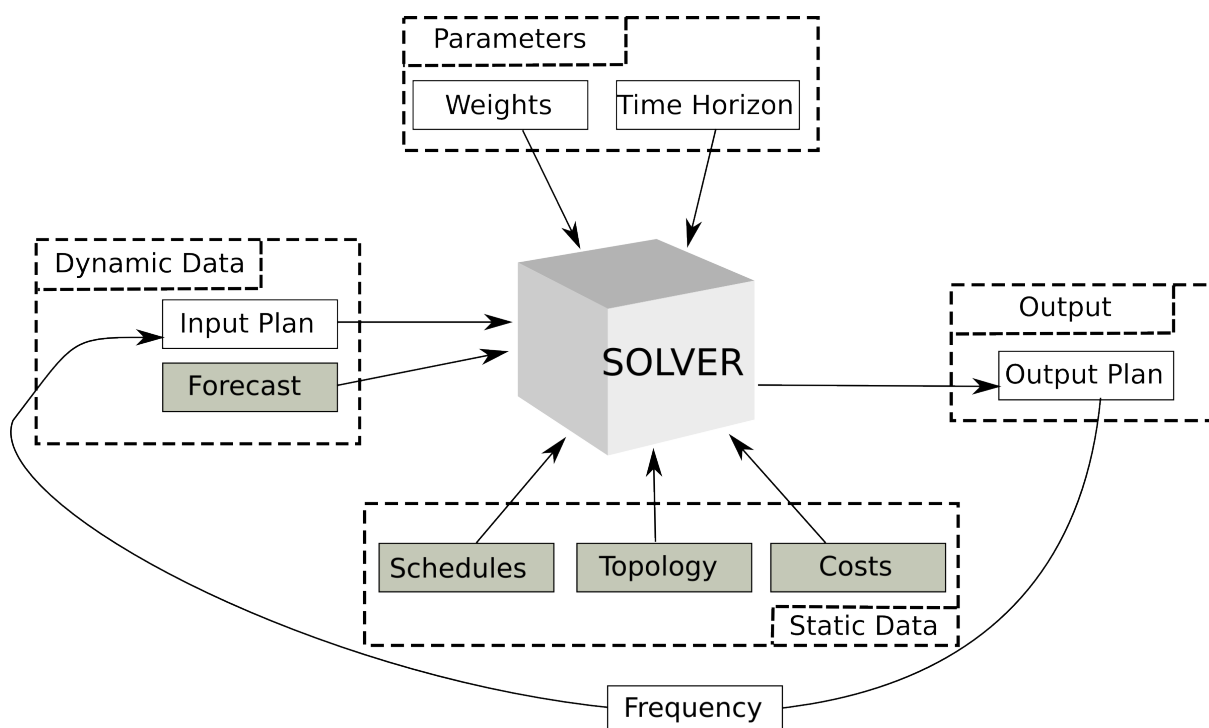 Parameters
Weights
Time Horizon
Dynamic Data
Input Plan
Forecast
SOLVER
Output
Output Plan
Schedules
Topology
Costs
Static Data
Frequency